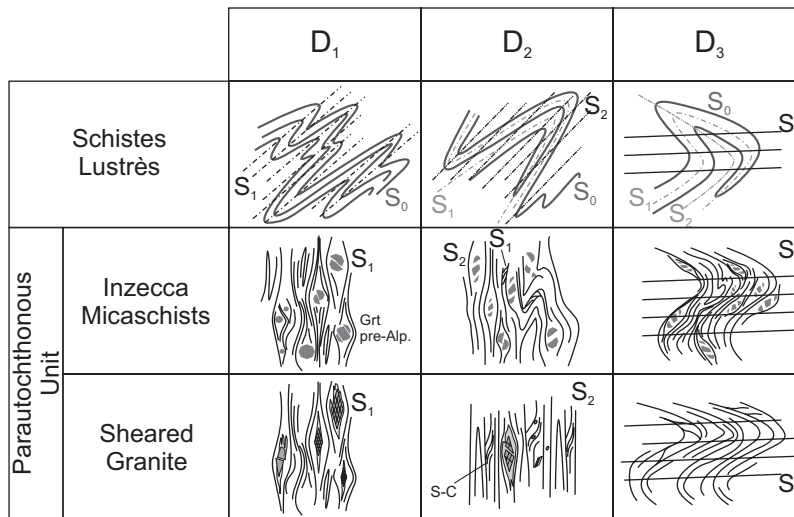 D₁ D₂ D₃
Schistes
Lustrès
S₁
S₀
S₂
S₁
S₀
S₀
S
S₁
S₂
Parautochthonous
Unit
Inzecca
Micaschists
S₁
Grt
pre-Alp.
S₂
S₁
S
Sheared
Granite
S₁
S₂
S-C
S